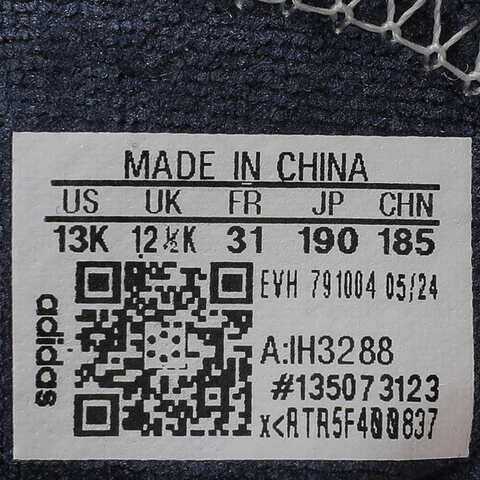 MADE IN CHINA
US UK FR JP CHN
13K 12½K 31 190 185
EVH 791004 05/24
adidas
A:IH3288
#135073123
x<RTR5F400837